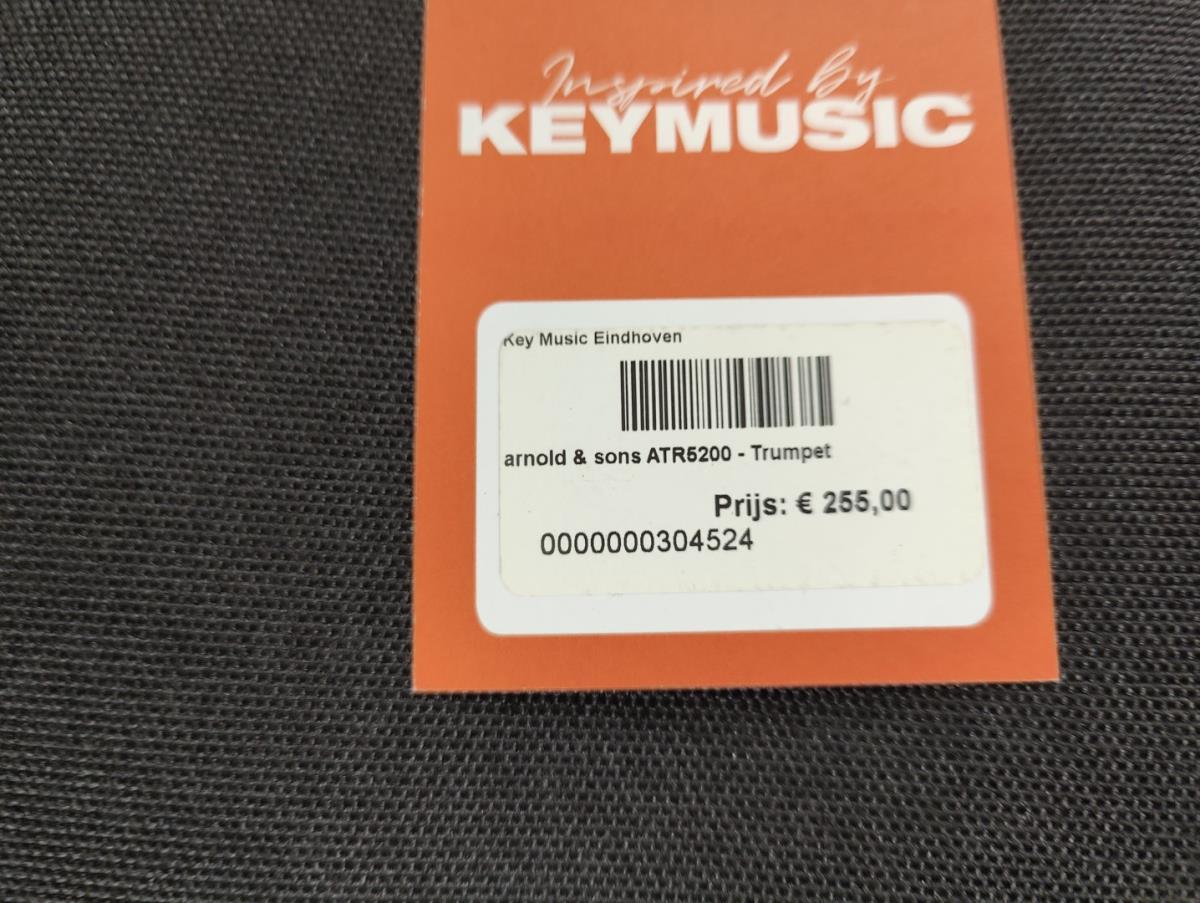 Inspired by
KEYMUSIC
Key Music Eindhoven
arnold & sons ATR5200 - Trumpet
Prijs: € 255,00
0000000304524